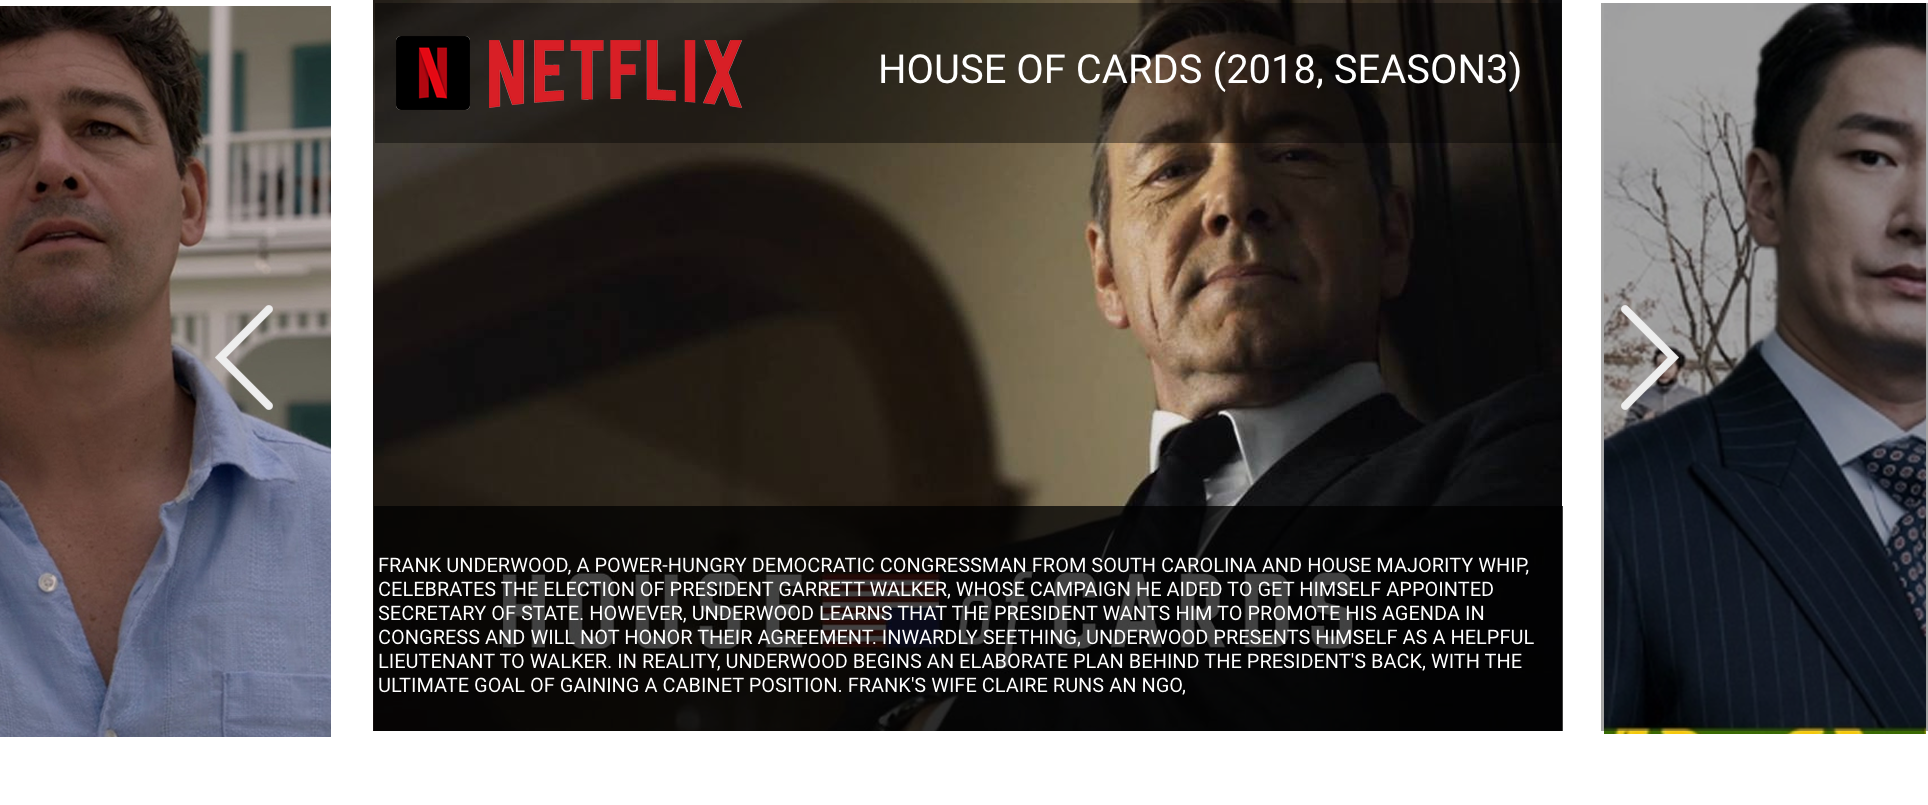 N NETFLIX
HOUSE OF CARDS (2018, SEASON3)
FRANK UNDERWOOD, A POWER-HUNGRY DEMOCRATIC CONGRESSMAN FROM SOUTH CAROLINA AND HOUSE MAJORITY WHIP,
CELEBRATES THE ELECTION OF PRESIDENT GARRETT WALKER, WHOSE CAMPAIGN HE AIDED TO GET HIMSELF APPOINTED
SECRETARY OF STATE. HOWEVER, UNDERWOOD LEARNS THAT THE PRESIDENT WANTS HIM TO PROMOTE HIS AGENDA IN
CONGRESS AND WILL NOT HONOR THEIR AGREEMENT. INWARDLY SEETHING, UNDERWOOD PRESENTS HIMSELF AS A HELPFUL
LIEUTENANT TO WALKER. IN REALITY, UNDERWOOD BEGINS AN ELABORATE PLAN BEHIND THE PRESIDENT'S BACK, WITH THE
ULTIMATE GOAL OF GAINING A CABINET POSITION. FRANK'S WIFE CLAIRE RUNS AN NGO,
HOUSE of CARDS